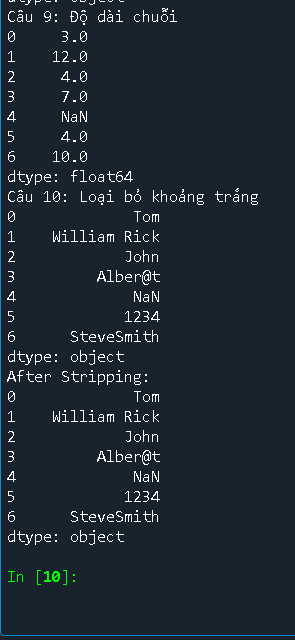 dtype: object
Câu 9: Độ dài chuỗi
0     3.0
1    12.0
2     4.0
3     7.0
4     NaN
5     4.0
6    10.0
dtype: float64
Câu 10: Loại bỏ khoảng trắng
0             Tom
1    William Rick
2            John
3         Alber@t
4             NaN
5            1234
6      SteveSmith
dtype: object
After Stripping:
0             Tom
1    William Rick
2            John
3         Alber@t
4             NaN
5            1234
6      SteveSmith
dtype: object
In [10]: